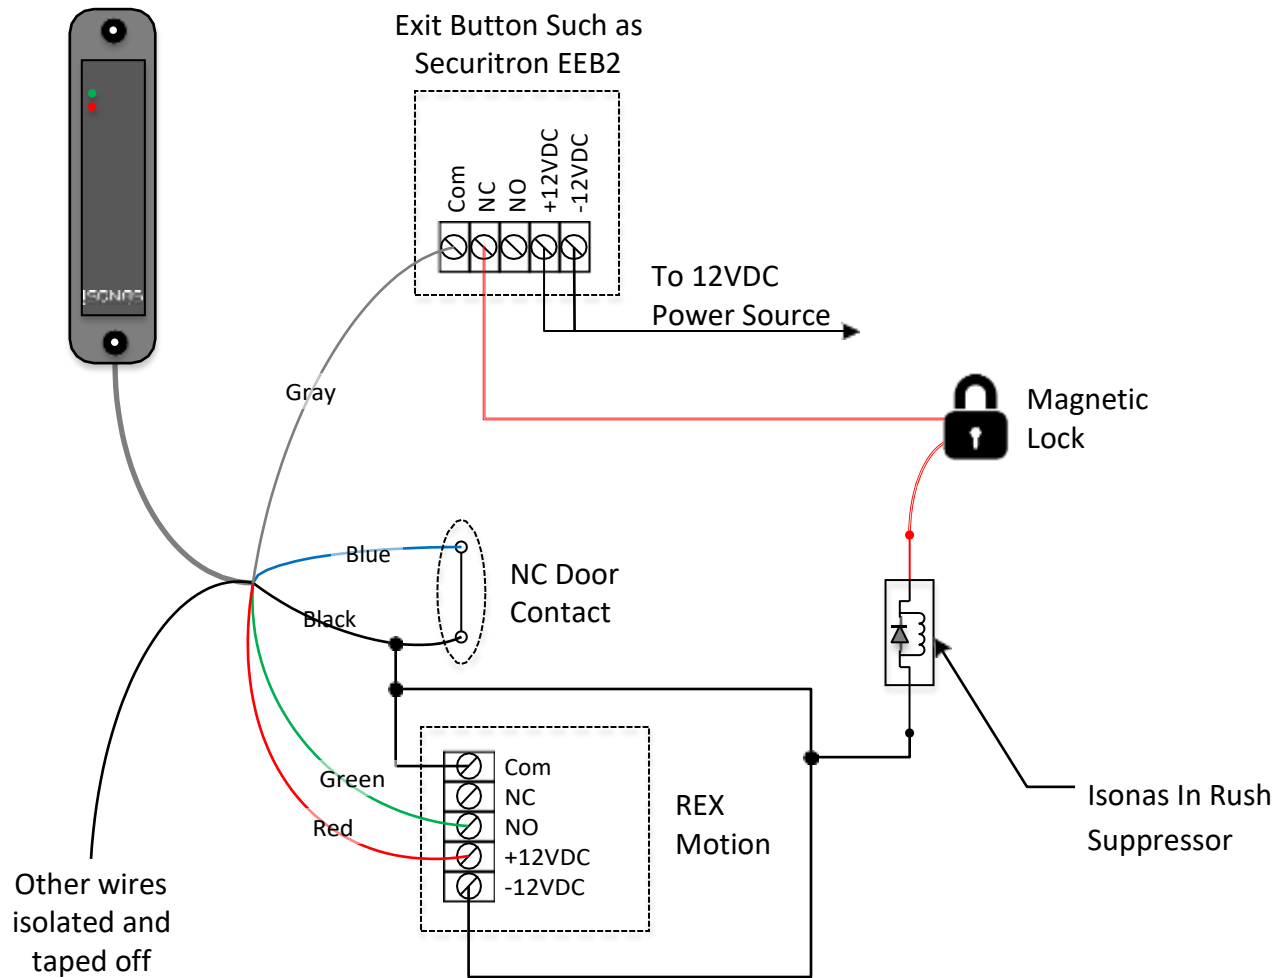 Exit Button Such as
Securitron EEB2
Com
NC
NO
+12VDC
-12VDC
ISONAS
To 12VDC
Power Source
Gray
Magnetic
Lock
Blue
Black
NC Door
Contact
Green
Red
Com
NC
NO
+12VDC
-12VDC
REX
Motion
Isonas In Rush
Suppressor
Other wires
isolated and
taped off